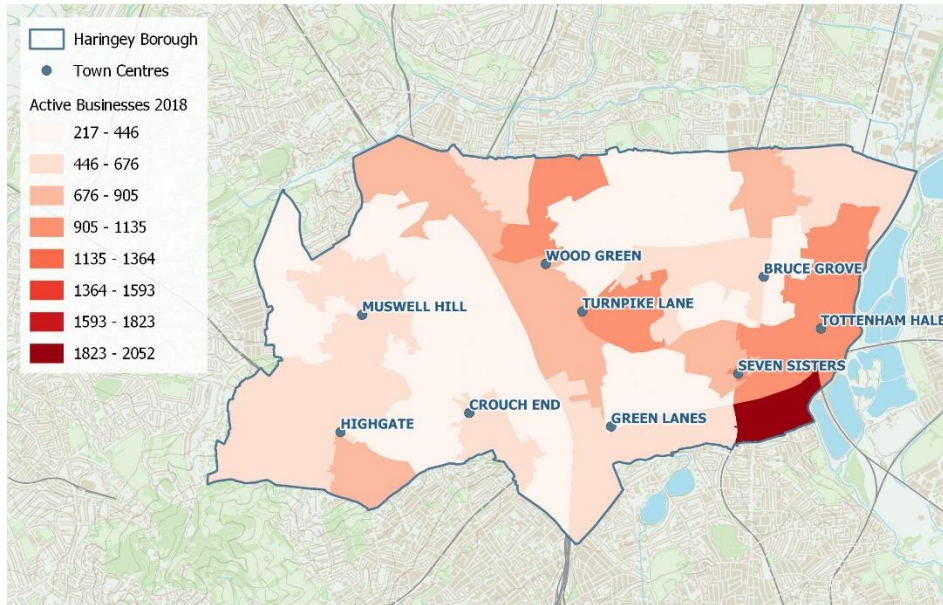 Haringey Borough
Town Centres
Active Businesses 2018
217 - 446
446 - 676
676 - 905
905 - 1135
1135 - 1364
1364 - 1593
1593 - 1823
1823 - 2052
WOOD GREEN
BRUCE GROVE
MUSWELL HILL
TURNPIKE LANE
TOTTENHAM HALE
SEVEN SISTERS
CROUCH END
GREEN LANES
HIGHGATE